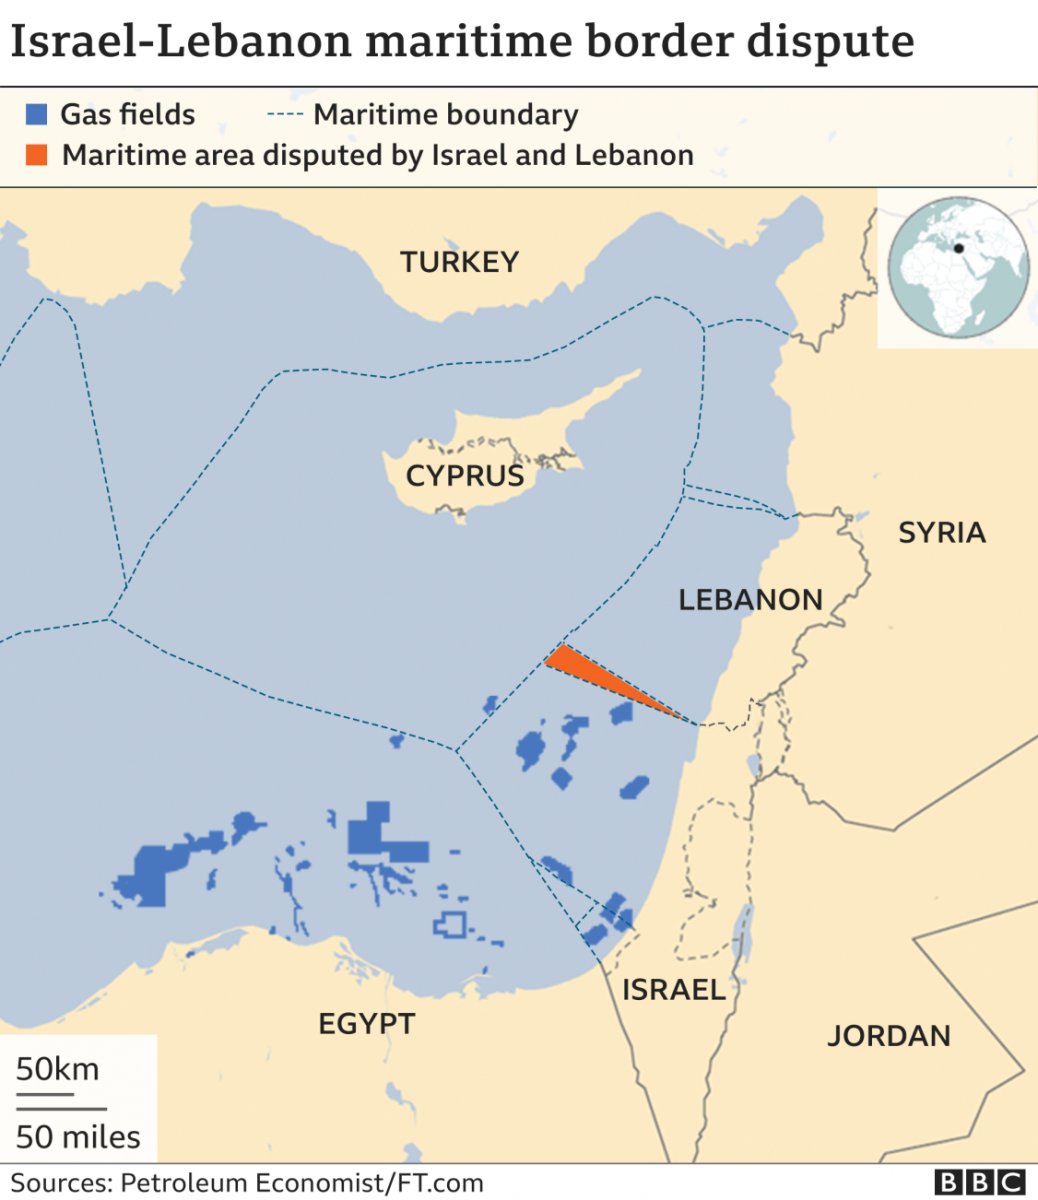 Israel-Lebanon maritime border dispute
Gas fields
Maritime boundary
Maritime area disputed by Israel and Lebanon
TURKEY
CYPRUS
SYRIA
LEBANON
ISRAEL
EGYPT
JORDAN
50km
50 miles
Sources: Petroleum Economist/FT.com
BBC